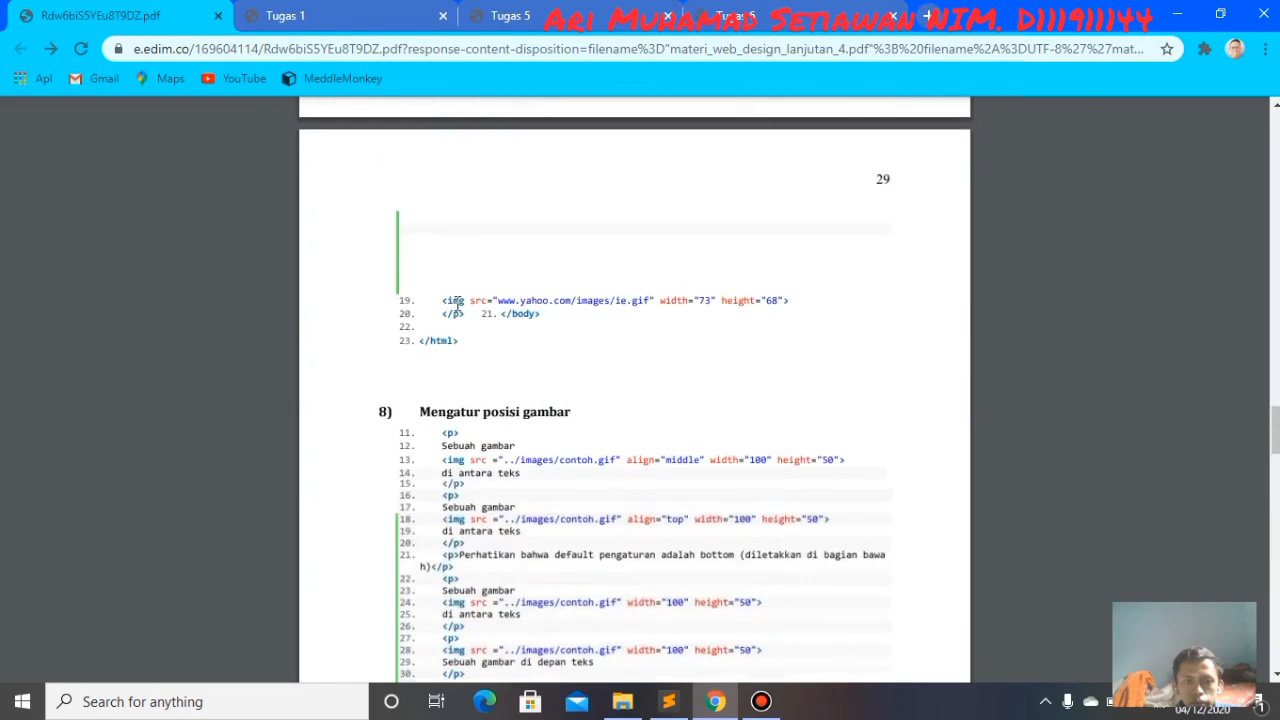 Rdw6biS5YEu8T9DZ.pdf
Tugas 1
Tugas 5
ARI MUHAMAD SETIAWAN NIM. D111911144
e.edim.co/169604114/Rdw6biS5YEu8T9DZ.pdf?response-content-disposition=filename%3D"materi_web_design_lanjutan_4.pdf"%3B%20filename%2A%3DUTF-8%27%27mat...
Apl
Gmail
Maps
YouTube
MeddleMonkey
29
19. <img src="www.yahoo.com/images/ie.gif" width="73" height="68">
20. </p> 21. </body>
22.
23. </html>
8) Mengatur posisi gambar
11. <p>
12. Sebuah gambar
13. <img src ="../images/contoh.gif" align="middle" width="100" height="50">
14. di antara teks
15. </p>
16. <p>
17. Sebuah gambar
18. <img src ="../images/contoh.gif" align="top" width="100" height="50">
19. di antara teks
20. </p>
21. <p>Perhatikan bahwa default pengaturan adalah bottom (diletakkan di bagian bawa
h)</p>
22. <p>
23. Sebuah gambar
24. <img src ="../images/contoh.gif" width="100" height="50">
25. di antara teks
26. </p>
27. <p>
28. <img src ="../images/contoh.gif" width="100" height="50">
29. Sebuah gambar di depan teks
30. </p>
Search for anything
04/12/2020
1